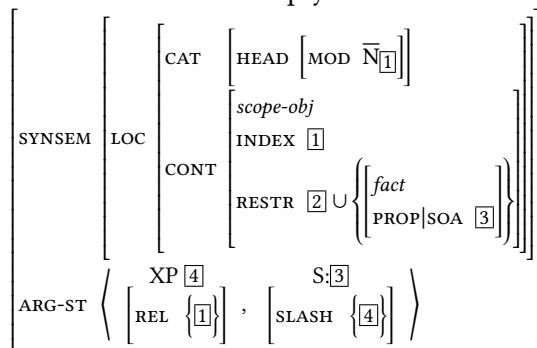 CAT [HEAD [MOD N̅[1]]]
scope-obj
INDEX [1]
SYNSEM LOC
CONT
fact
RESTR [2] ∪
PROP|SOA [3]
XP [4] S:[3]
ARG-ST ⟨ [REL {[1]}] , [SLASH {[4]}] ⟩